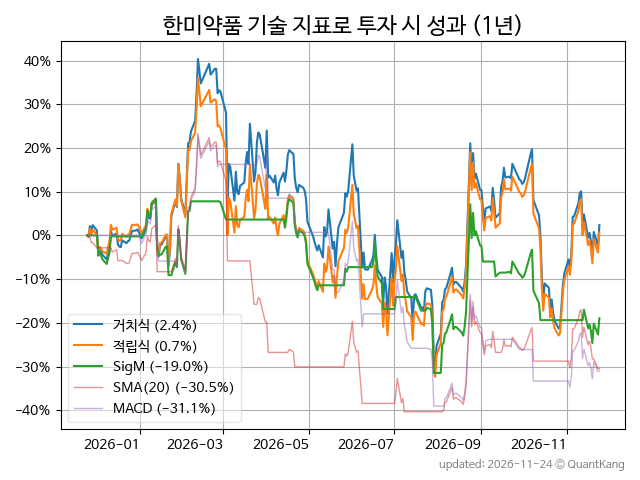 한미약품 기술 지표로 투자 시 성과 (1년)
40%
30%
20%
10%
0%
−10%
−20%
−30%
−40%
거치식 (2.4%)
적립식 (0.7%)
SigM (−19.0%)
SMA(20) (−30.5%)
MACD (−31.1%)
2026−01
2026−03
2026−05
2026−07
2026−09
2026−11
updated: 2026−11−24 © QuantKang